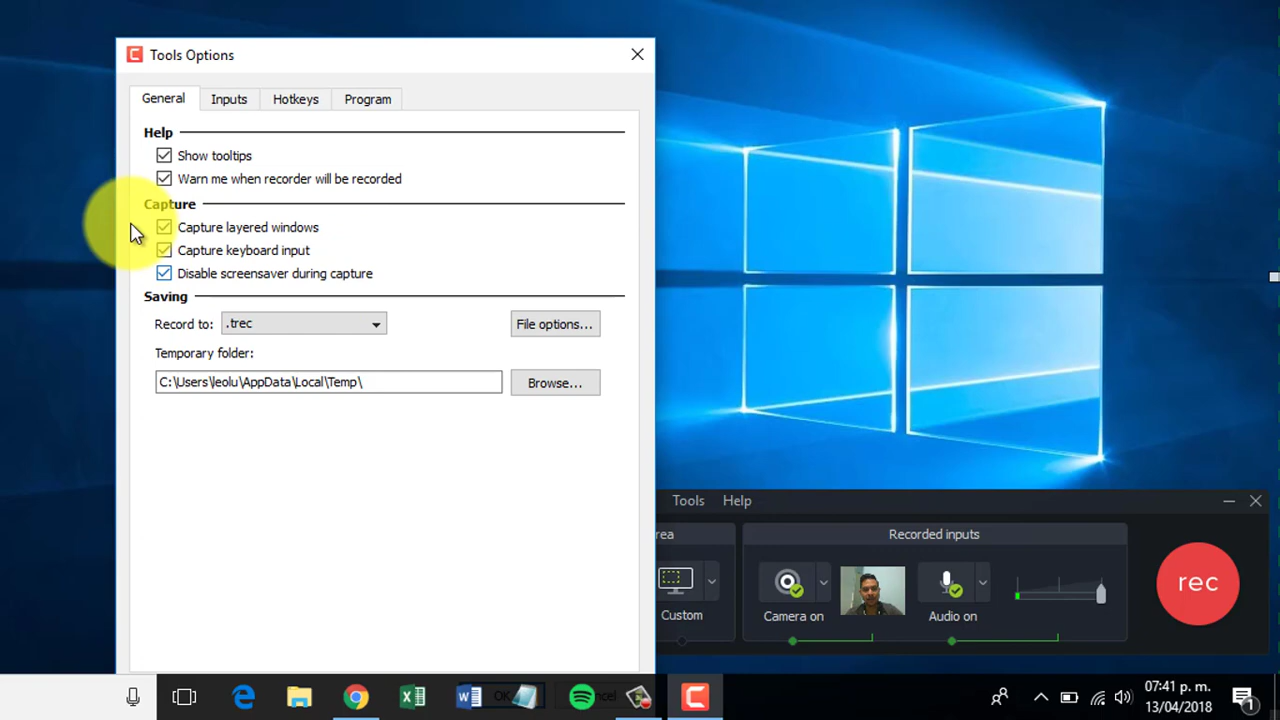 Tools Options
General Inputs Hotkeys Program
Help
Show tooltips
Warn me when recorder will be recorded
Capture
Capture layered windows
Capture keyboard input
Disable screensaver during capture
Saving
Record to: .trec File options...
Temporary folder:
C:\Users\leolu\AppData\Local\Temp\ Browse...
Tools Help
rea Recorded inputs
Custom Camera on Audio on
rec
OK
07:41 p. m.
13/04/2018
1